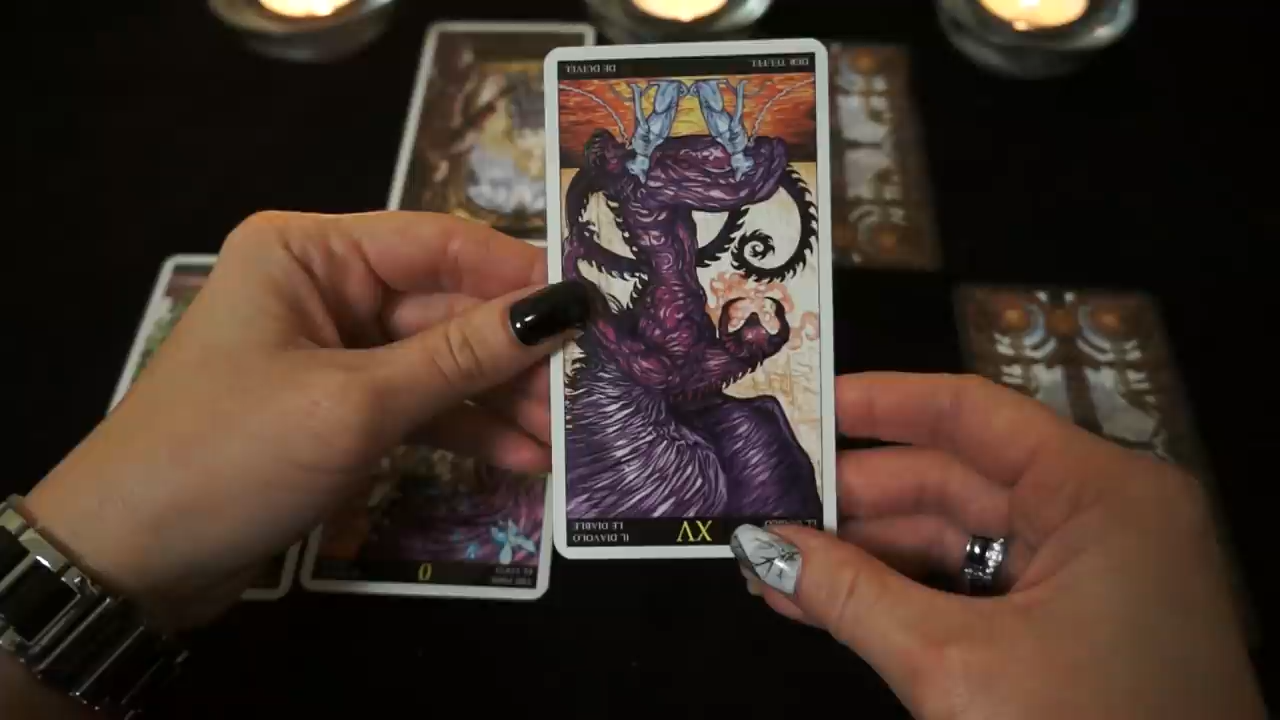 DE DUIVEL
DER TEUFEL
XV
LE DIABLE
IL DIAVOLO
0